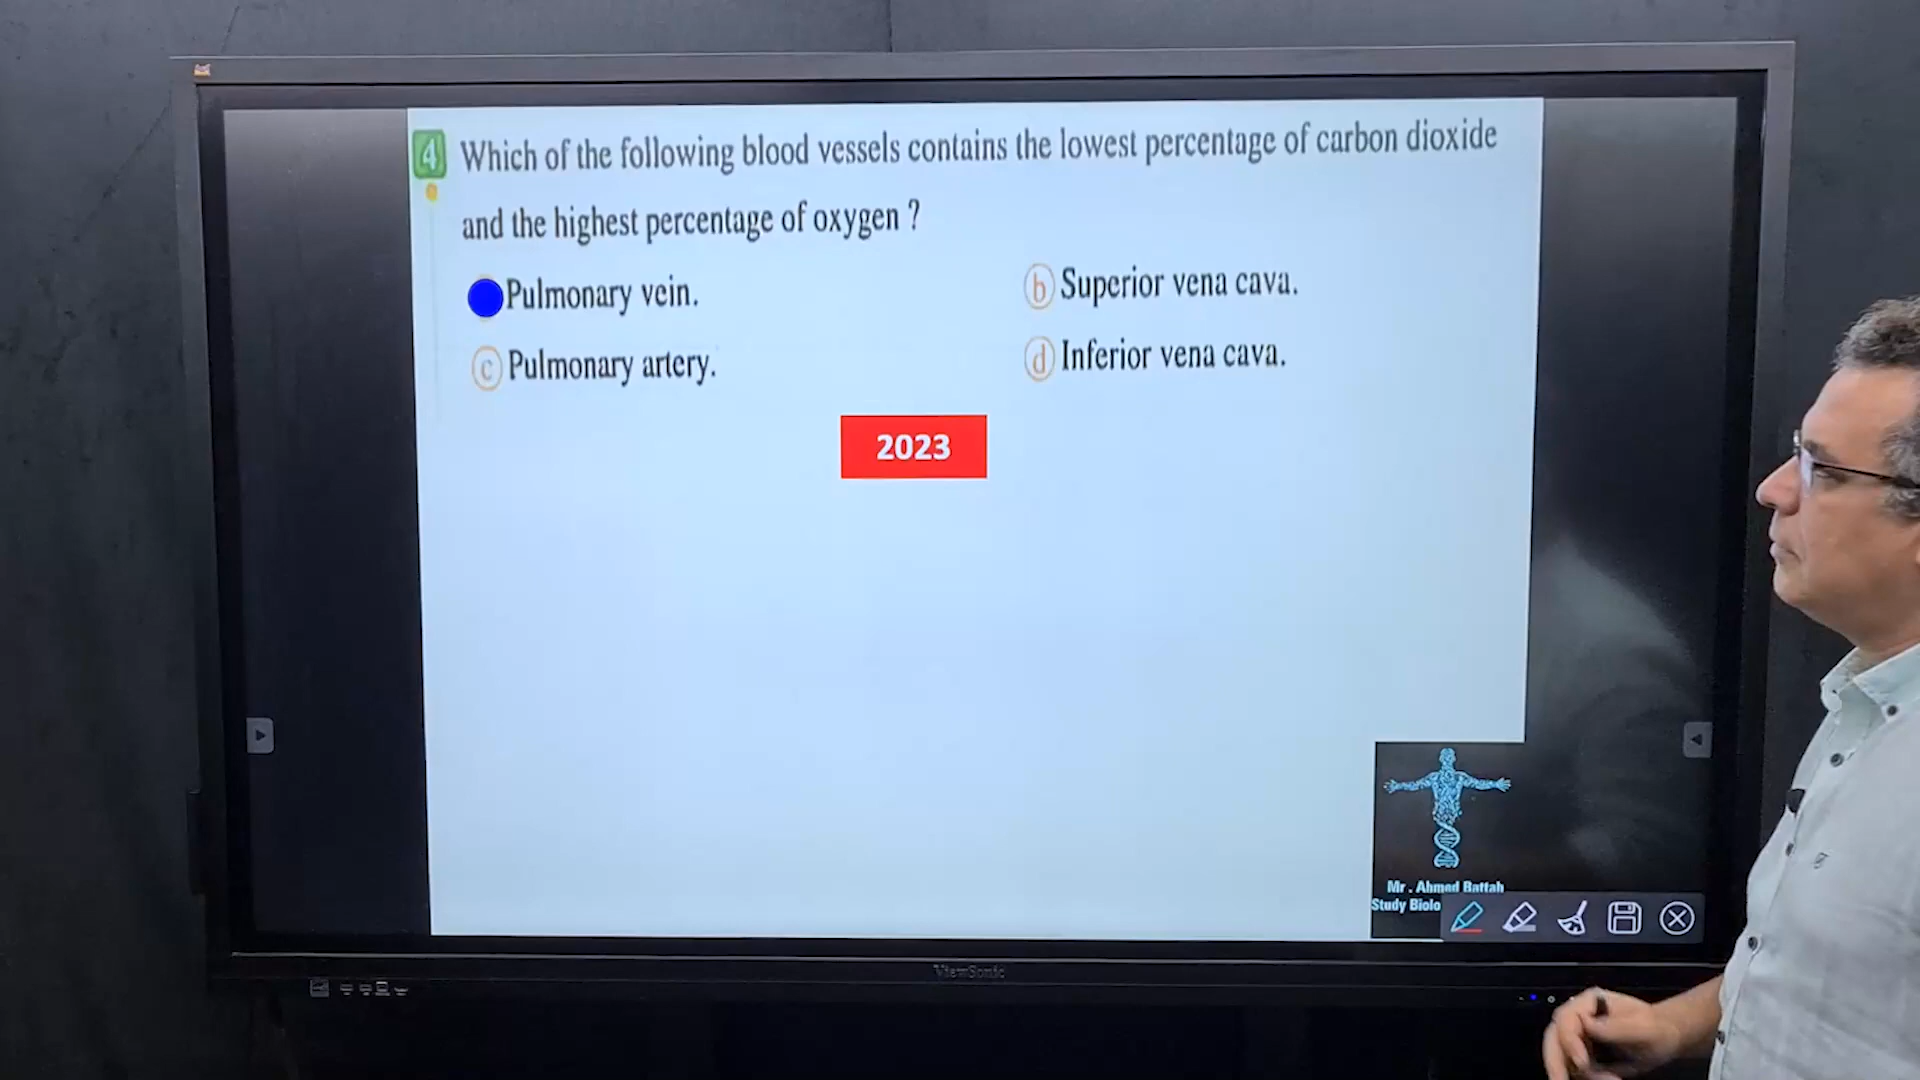 4 Which of the following blood vessels contains the lowest percentage of carbon dioxide
and the highest percentage of oxygen ?
Pulmonary vein.
b Superior vena cava.
c Pulmonary artery.
d Inferior vena cava.
2023
Mr . Ahmed Battah
Study Biolo
ViewSonic